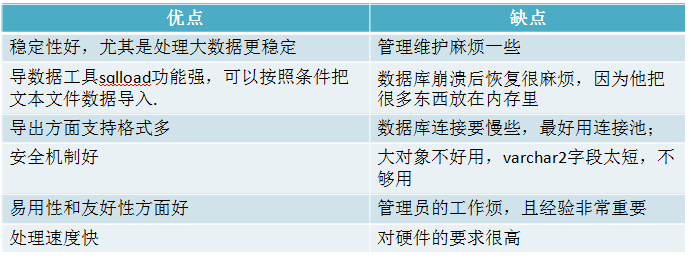 优点 缺点
稳定性好，尤其是处理大数据更稳定 管理维护麻烦一些
导数据工具sqlload功能强，可以按照条件把 数据库崩溃后恢复很麻烦，因为他把
文本文件数据导入. 很多东西放在内存里
导出方面支持格式多 数据库连接要慢些，最好用连接池；
安全机制好 大对象不好用，varchar2字段太短，不
够用
易用性和友好性方面好 管理员的工作烦，且经验非常重要
处理速度快 对硬件的要求很高